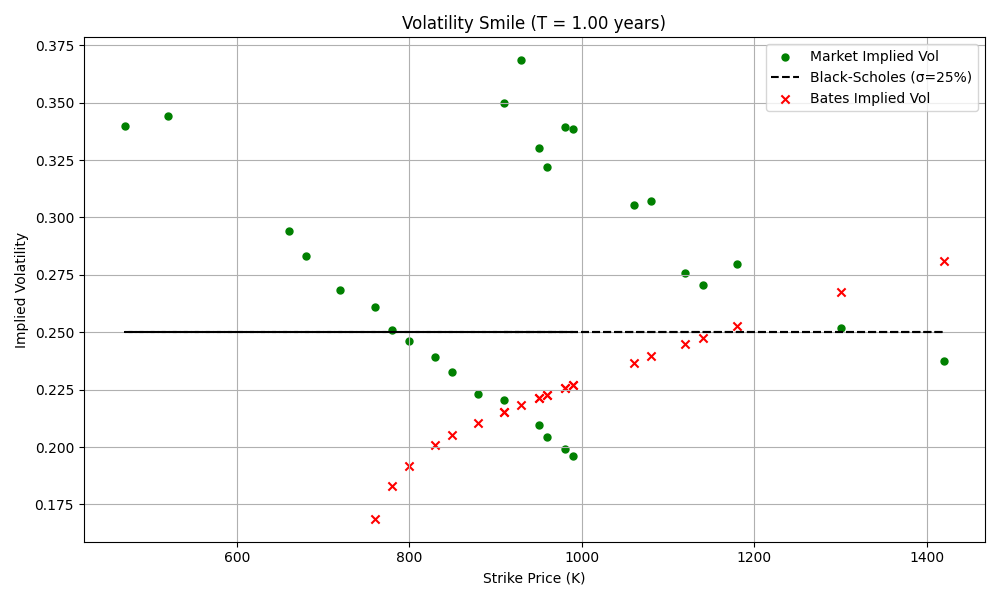 Volatility Smile (T = 1.00 years)
Market Implied Vol
Black-Scholes (σ=25%)
Bates Implied Vol
Implied Volatility
0.375
0.350
0.325
0.300
0.275
0.250
0.225
0.200
0.175
600 800 1000 1200 1400
Strike Price (K)